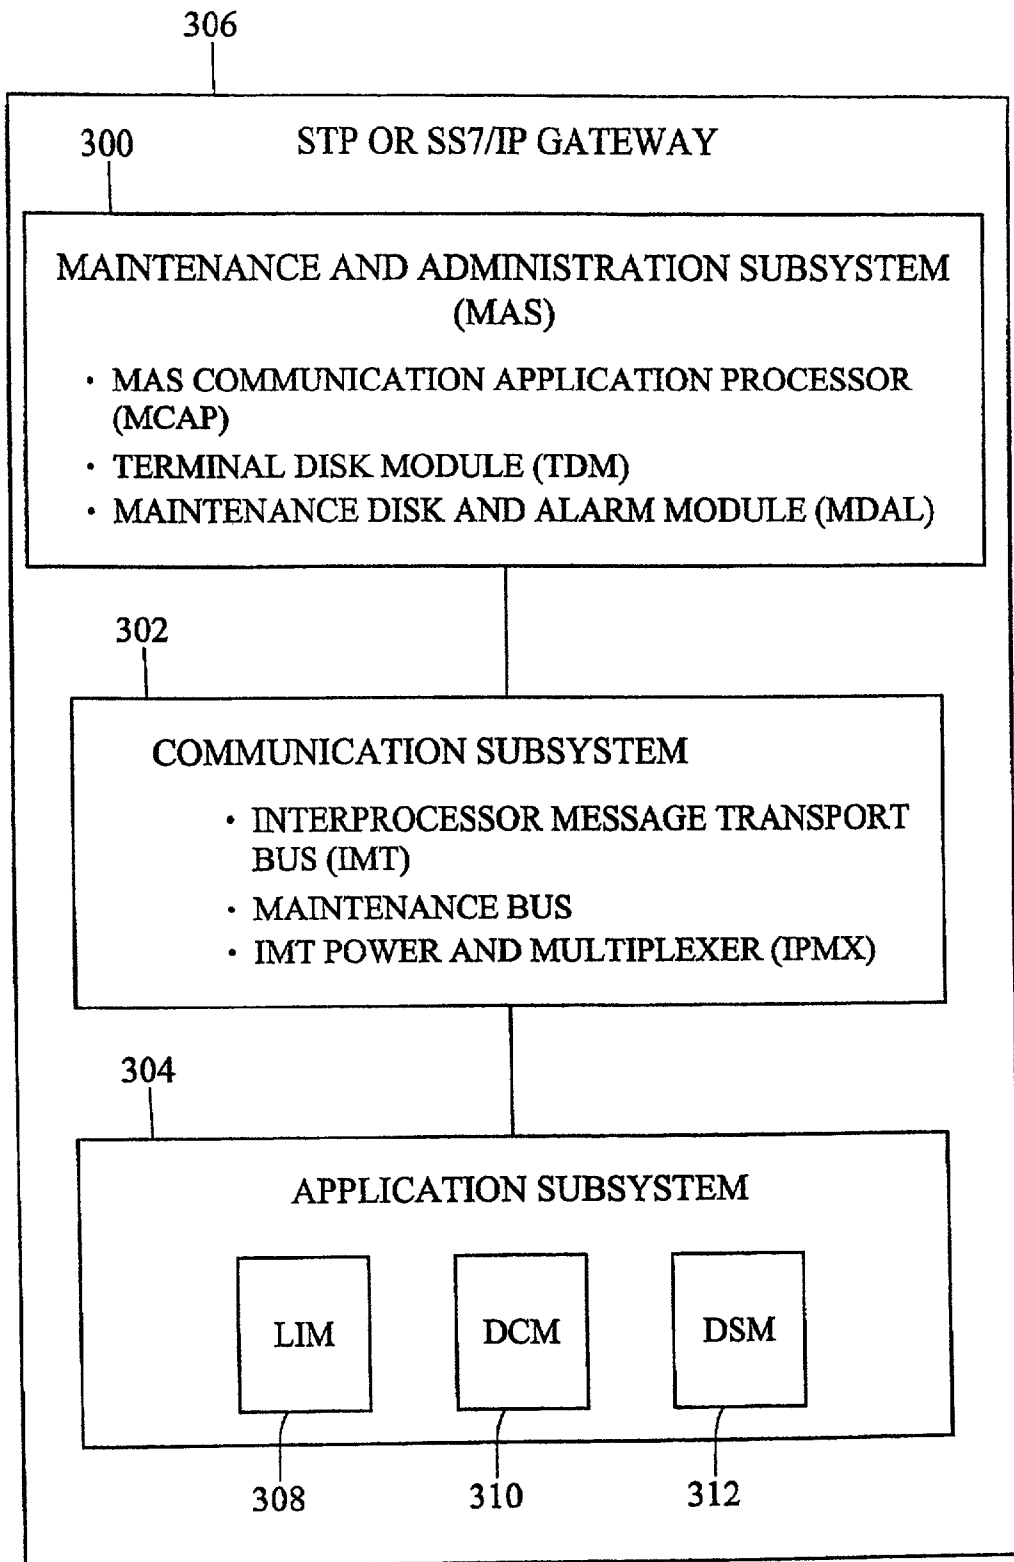 306
300
STP OR SS7/IP GATEWAY
MAINTENANCE AND ADMINISTRATION SUBSYSTEM
(MAS)
· MAS COMMUNICATION APPLICATION PROCESSOR
(MCAP)
· TERMINAL DISK MODULE (TDM)
· MAINTENANCE DISK AND ALARM MODULE (MDAL)
302
COMMUNICATION SUBSYSTEM
· INTERPROCESSOR MESSAGE TRANSPORT
BUS (IMT)
· MAINTENANCE BUS
· IMT POWER AND MULTIPLEXER (IPMX)
304
APPLICATION SUBSYSTEM
LIM
DCM
DSM
308
310
312